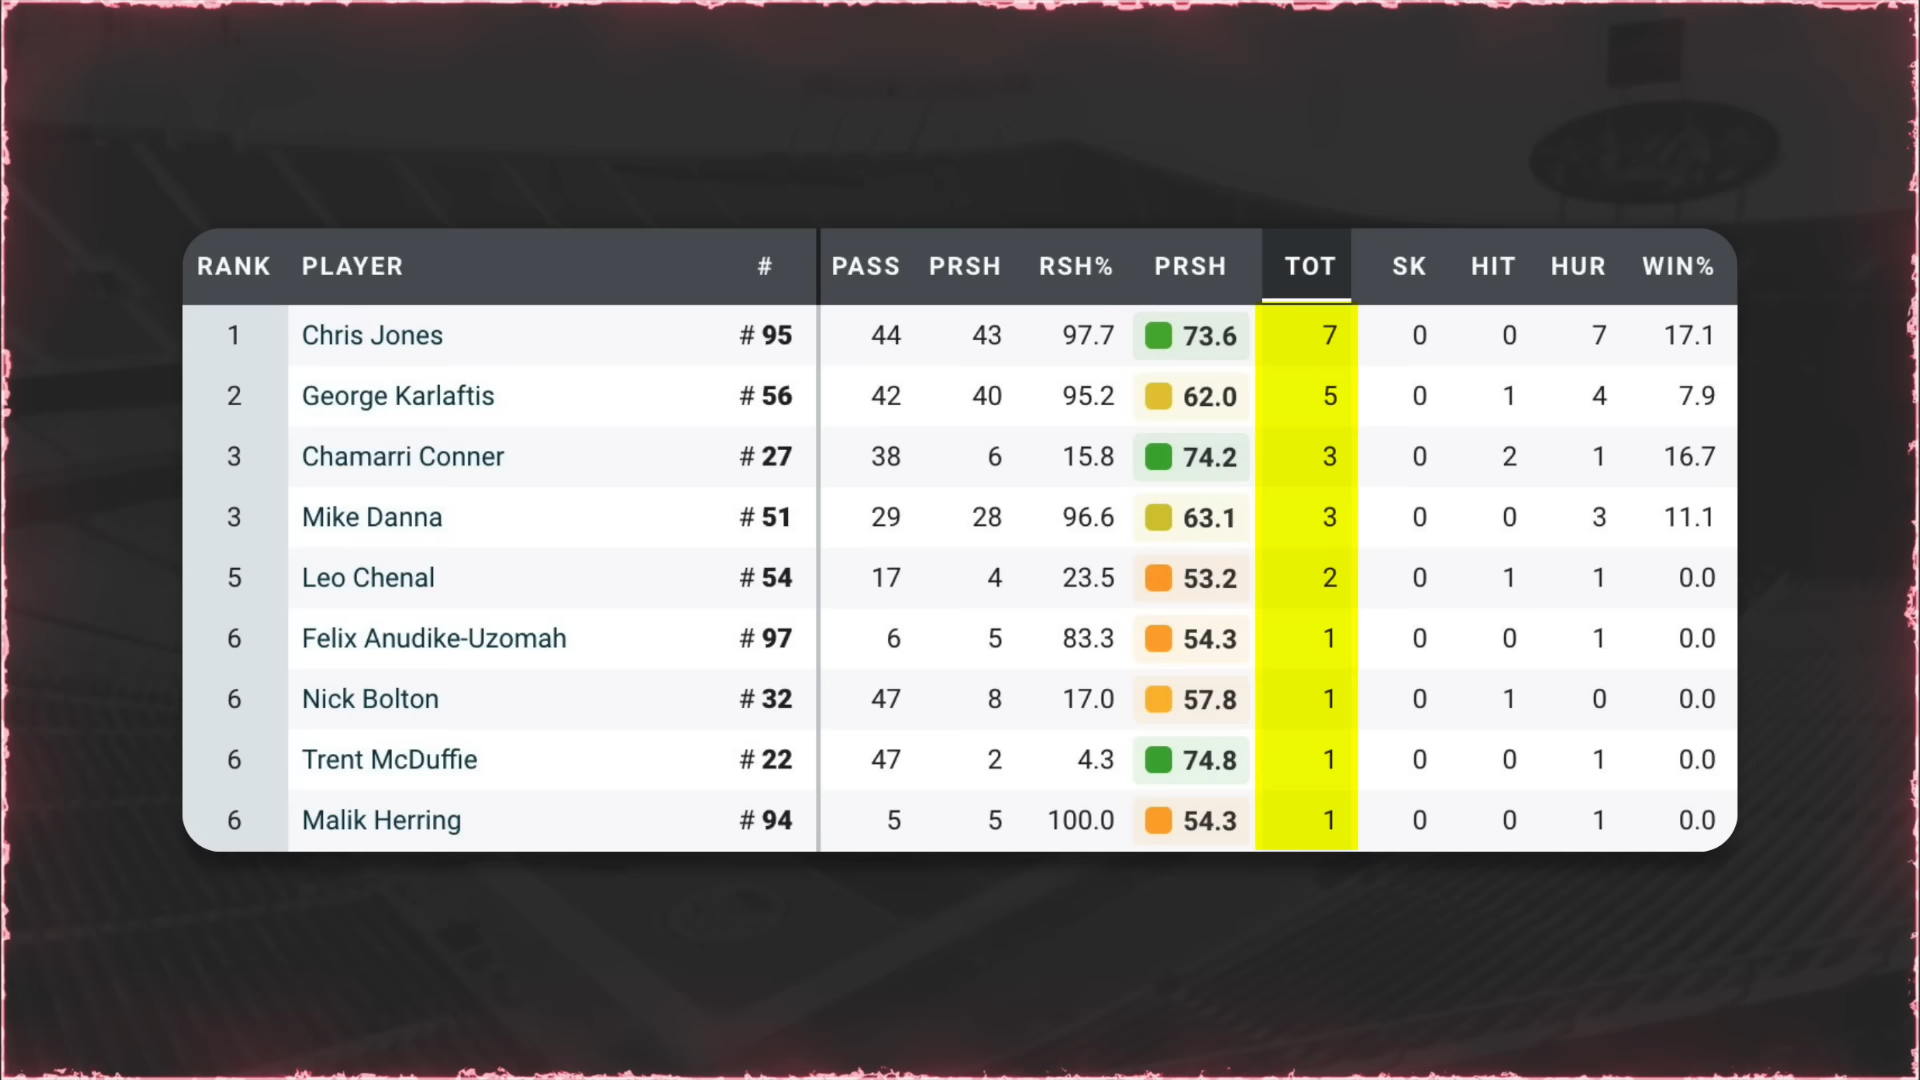 RANK PLAYER # PASS PRSH RSH% PRSH TOT SK HIT HUR WIN%
1 Chris Jones # 95 44 43 97.7 73.6 7 0 0 7 17.1
2 George Karlaftis # 56 42 40 95.2 62.0 5 0 1 4 7.9
3 Chamarri Conner # 27 38 6 15.8 74.2 3 0 2 1 16.7
3 Mike Danna # 51 29 28 96.6 63.1 3 0 0 3 11.1
5 Leo Chenal # 54 17 4 23.5 53.2 2 0 1 1 0.0
6 Felix Anudike-Uzomah # 97 6 5 83.3 54.3 1 0 0 1 0.0
6 Nick Bolton # 32 47 8 17.0 57.8 1 0 1 0 0.0
6 Trent McDuffie # 22 47 2 4.3 74.8 1 0 0 1 0.0
6 Malik Herring # 94 5 5 100.0 54.3 1 0 0 1 0.0